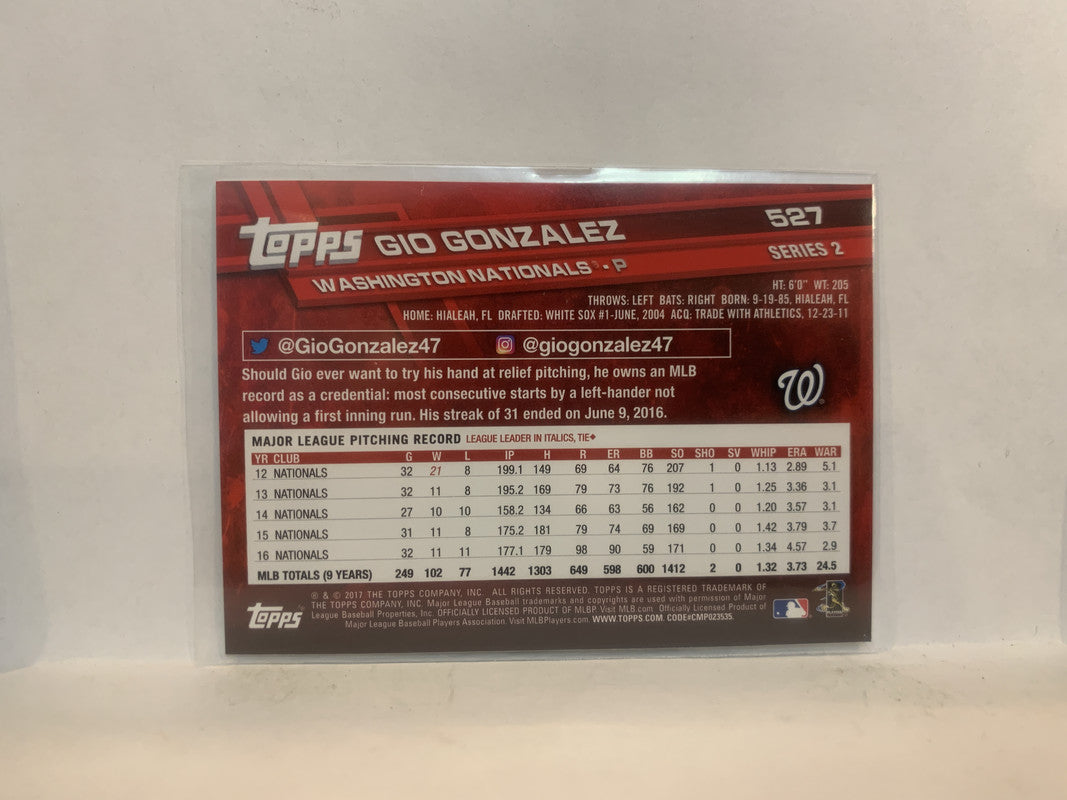 TOPPS GIO GONZALEZ 527
WASHINGTON NATIONALS® • P SERIES 2
HT: 6'0" WT: 205
THROWS: LEFT BATS: RIGHT BORN: 9-19-85, HIALEAH, FL
HOME: HIALEAH, FL DRAFTED: WHITE SOX #1-JUNE, 2004 ACQ: TRADE WITH ATHLETICS, 12-23-11
@GioGonzalez47 @giogonzalez47
Should Gio ever want to try his hand at relief pitching, he owns an MLB
record as a credential: most consecutive starts by a left-hander not
allowing a first inning run. His streak of 31 ended on June 9, 2016.
W
MAJOR LEAGUE PITCHING RECORD LEAGUE LEADER IN ITALICS, TIE♦
YR CLUB G W L IP H R ER BB SO SHO SV WHIP ERA WAR
12 NATIONALS 32 21 8 199.1 149 69 64 76 207 1 0 1.13 2.89 5.1
13 NATIONALS 32 11 8 195.2 169 79 73 76 192 1 0 1.25 3.36 3.1
14 NATIONALS 27 10 10 158.2 134 66 63 56 162 0 0 1.20 3.57 3.1
15 NATIONALS 31 11 8 175.2 181 79 74 69 169 0 0 1.42 3.79 3.7
16 NATIONALS 32 11 11 177.1 179 98 90 59 171 0 0 1.34 4.57 2.9
MLB TOTALS (9 YEARS) 249 102 77 1442 1303 649 598 600 1412 2 0 1.32 3.73 24.5
® & © 2017 THE TOPPS COMPANY, INC. ALL RIGHTS RESERVED. TOPPS IS A REGISTERED TRADEMARK OF
THE TOPPS COMPANY, INC. Major League Baseball trademarks and copyrights are used with permission of Major
League Baseball Properties, Inc. OFFICIALLY LICENSED PRODUCT OF MLBP. Visit MLB.com. Officially Licensed Product of
Major League Baseball Players Association. Visit MLBPlayers.com. WWW.TOPPS.COM. CODE#CMP023535.
TOPPS